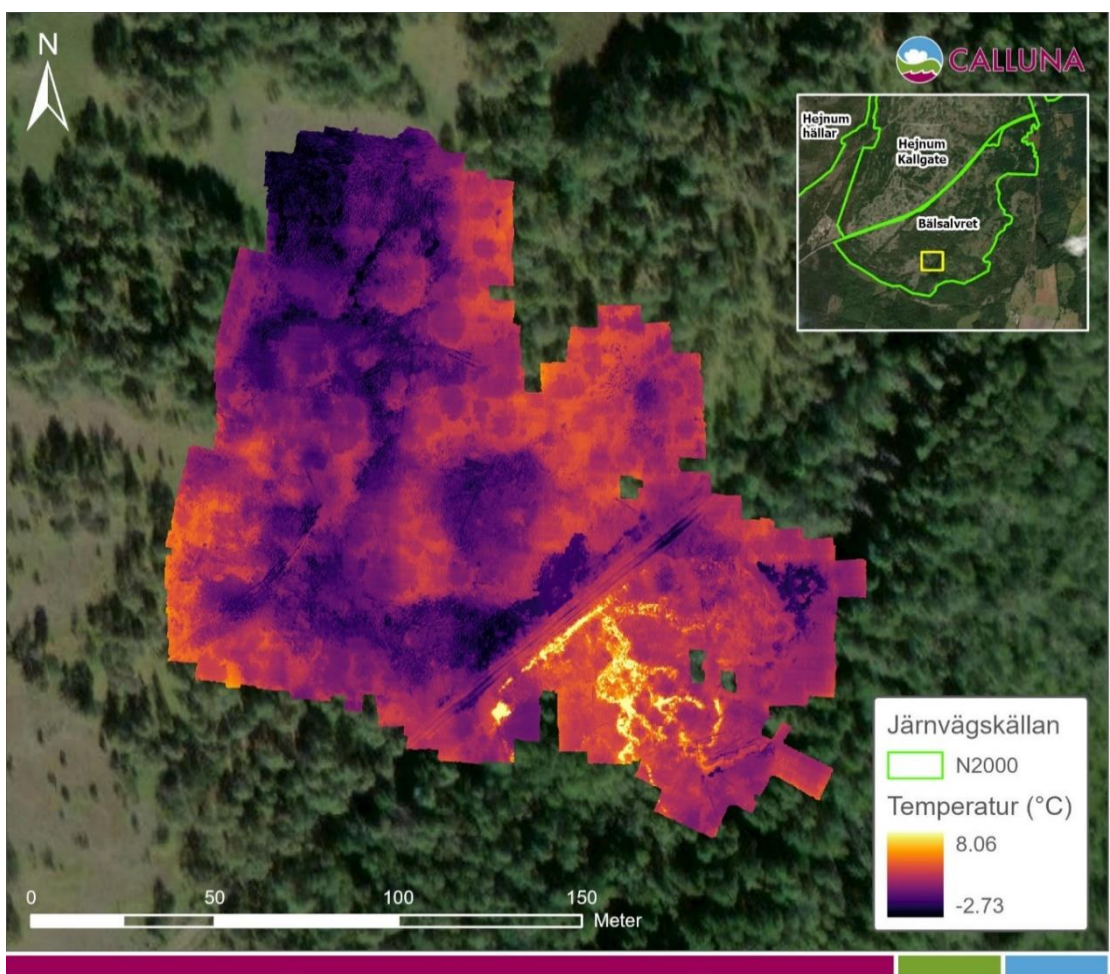 N
CALLUNA
Hejnum
hällar
Hejnum
Kallgate
Bälsalvret
Järnvägskällan
N2000
Temperatur (°C)
8.06
-2.73
0 50 100 150
Meter